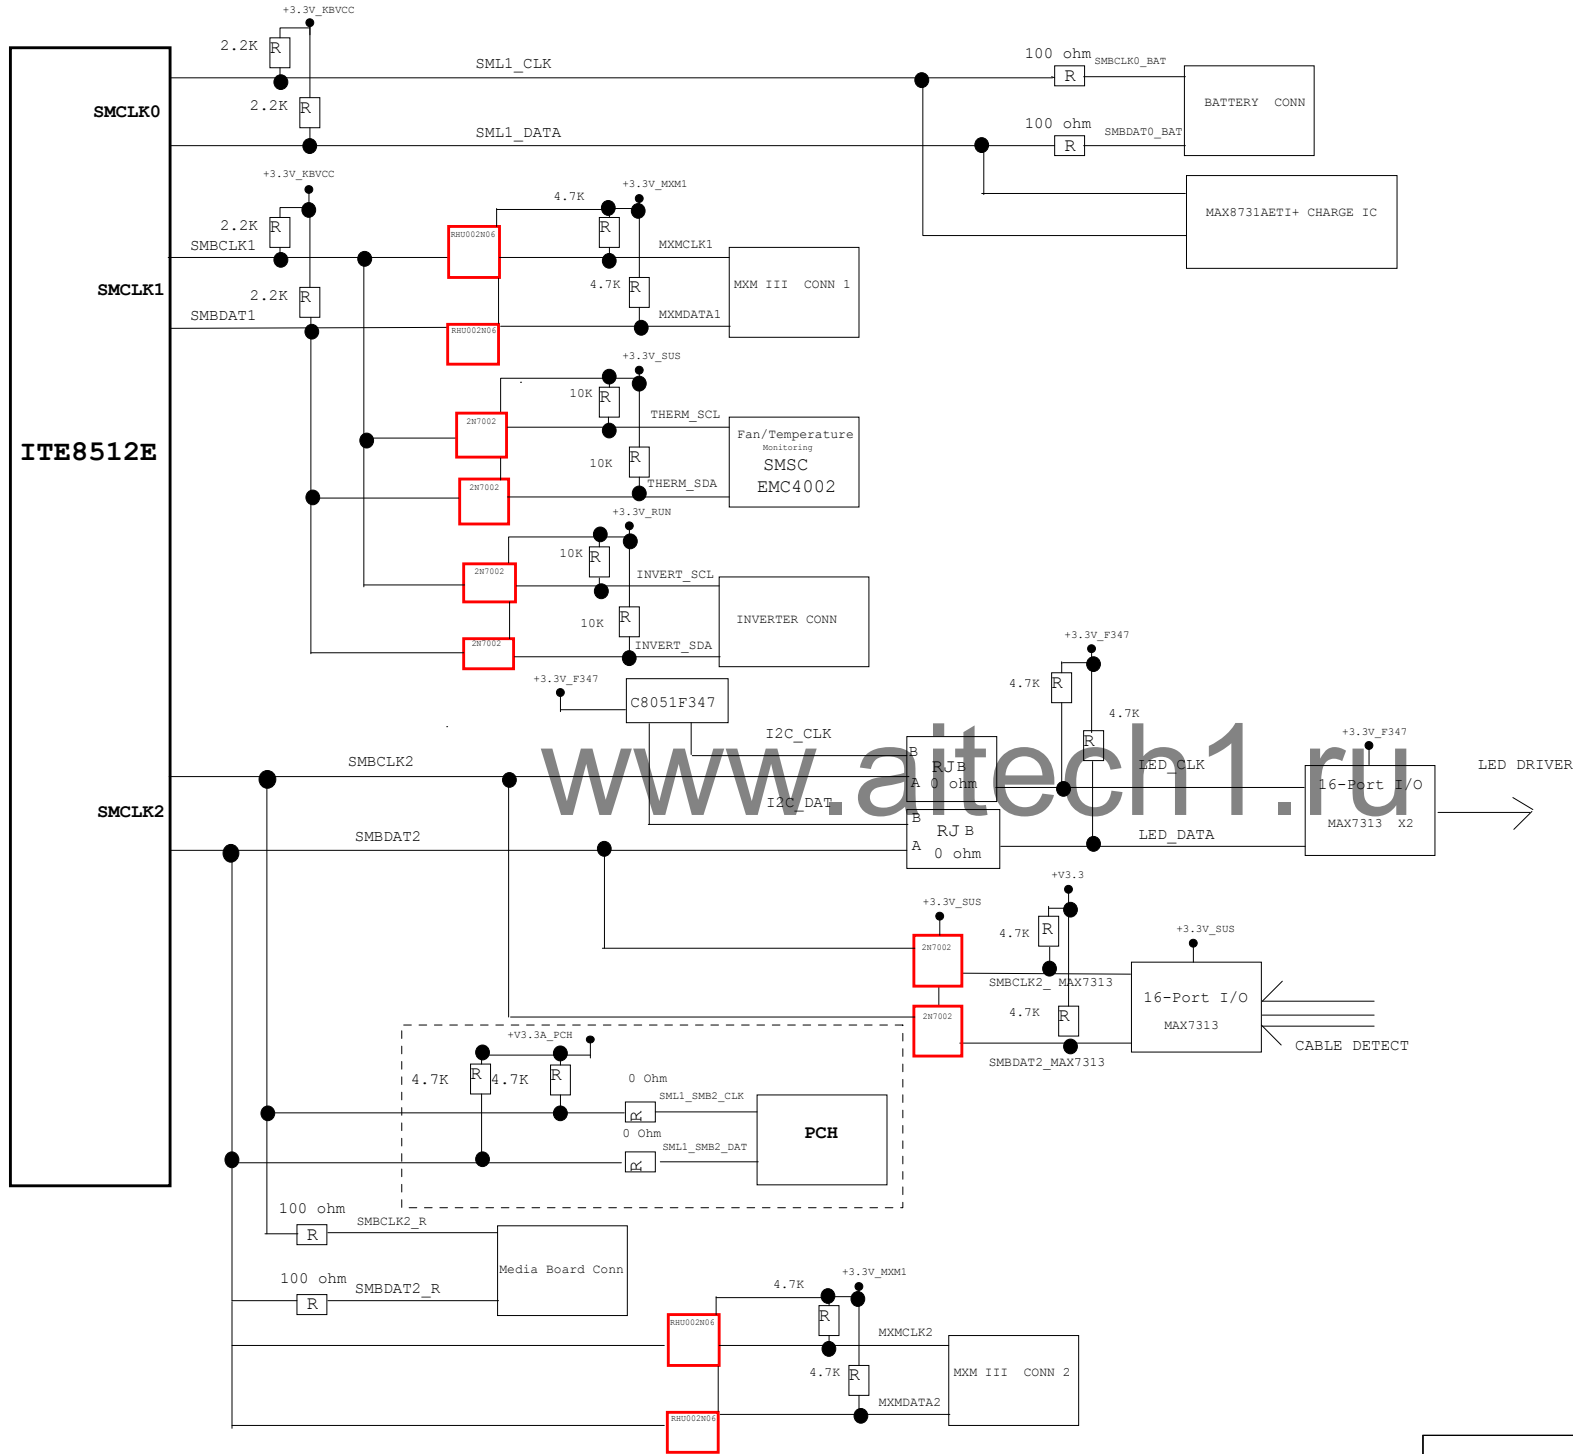 +3.3V_KBVCC
2.2K R
SML1_CLK
100 ohm
R
SMBCLK0_BAT
BATTERY CONN
SMCLK0
2.2K R
SML1_DATA
100 ohm
R
SMBDAT0_BAT
+3.3V_KBVCC
MAX8731AETI+ CHARGE IC
2.2K R
SMBCLK1
RHU002N06
4.7K
R
+3.3V_MXM1
MXMCLK1
MXM III CONN 1
SMCLK1
2.2K R
SMBDAT1
RHU002N06
4.7K R
MXMDATA1
+3.3V_SUS
10K R
2N7002
THERM_SCL
Fan/Temperature
Monitoring
SMSC
EMC4002
ITE8512E
10K R
2N7002
THERM_SDA
+3.3V_RUN
10K R
2N7002
INVERT_SCL
INVERTER CONN
10K R
2N7002
INVERT_SDA
+3.3V_F347
C8051F347
+3.3V_F347
4.7K R
4.7K
R
I2C_CLK
B
RJB
A 0 ohm
SMBCLK2
LED_CLK
+3.3V_F347
16-Port I/O
MAX7313 X2
LED DRIVER
www.aitech1.ru
SMCLK2
I2C_DAT
B RJB
A 0 ohm
SMBDAT2
LED_DATA
+V3.3
+3.3V_SUS
4.7K R
2N7002
SMBCLK2_ MAX7313
+3.3V_SUS
16-Port I/O
MAX7313
4.7K R
2N7002
SMBDAT2_MAX7313
CABLE DETECT
+V3.3A_PCH
4.7K R
4.7K R
0 Ohm
R
SML1_SMB2_CLK
0 Ohm
R
SML1_SMB2_DAT
PCH
100 ohm
R
SMBCLK2_R
Media Board Conn
100 ohm
R
SMBDAT2_R
+3.3V_MXM1
4.7K
R
RHU002N06
MXMCLK2
MXM III CONN 2
4.7K R
RHU002N06
MXMDATA2